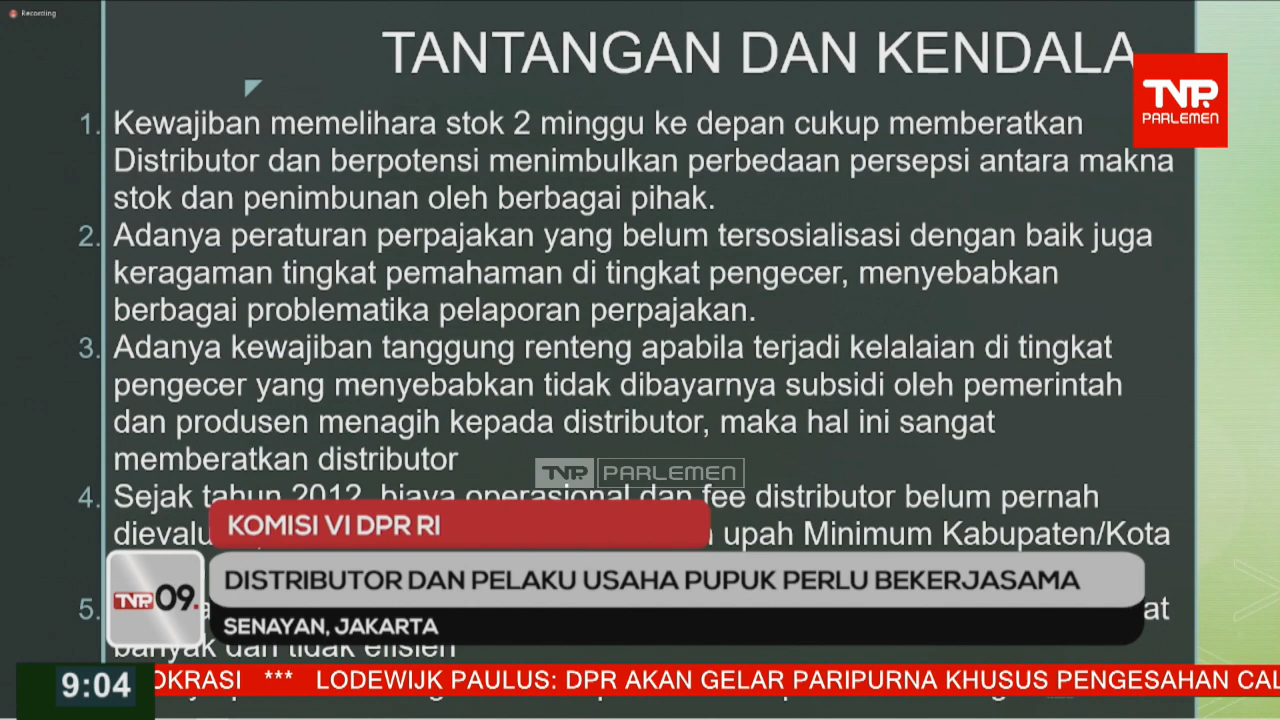 Recording
TANTANGAN DAN KENDALA
TVP.
PARLEMEN
1. Kewajiban memelihara stok 2 minggu ke depan cukup memberatkan
Distributor dan berpotensi menimbulkan perbedaan persepsi antara makna
stok dan penimbunan oleh berbagai pihak.
2. Adanya peraturan perpajakan yang belum tersosialisasi dengan baik juga
keragaman tingkat pemahaman di tingkat pengecer, menyebabkan
berbagai problematika pelaporan perpajakan.
3. Adanya kewajiban tanggung renteng apabila terjadi kelalaian di tingkat
pengecer yang menyebabkan tidak dibayarnya subsidi oleh pemerintah
dan produsen menagih kepada distributor, maka hal ini sangat
memberatkan distributor
TVP. PARLEMEN
4. Sejak tahun 2012, biaya operasional dan fee distributor belum pernah
upah Minimum Kabupaten/Kota
KOMISI VI DPR RI
DISTRIBUTOR DAN PELAKU USAHA PUPUK PERLU BEKERJASAMA
TVP. 09.
5.
SENAYAN, JAKARTA
banyak dan tidak efisien
9:04 OKRASI *** LODEWIJK PAULUS: DPR AKAN GELAR PARIPURNA KHUSUS PENGESAHAN CAL